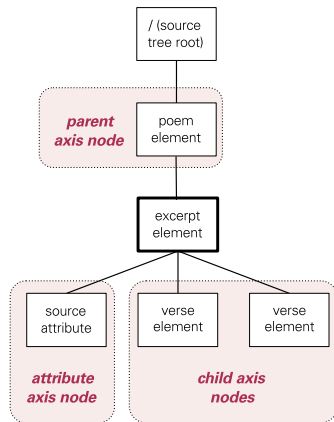 / (source
tree root)
parent
axis node
poem
element
excerpt
element
source
attribute
verse
element
verse
element
attribute
axis node
child axis
nodes